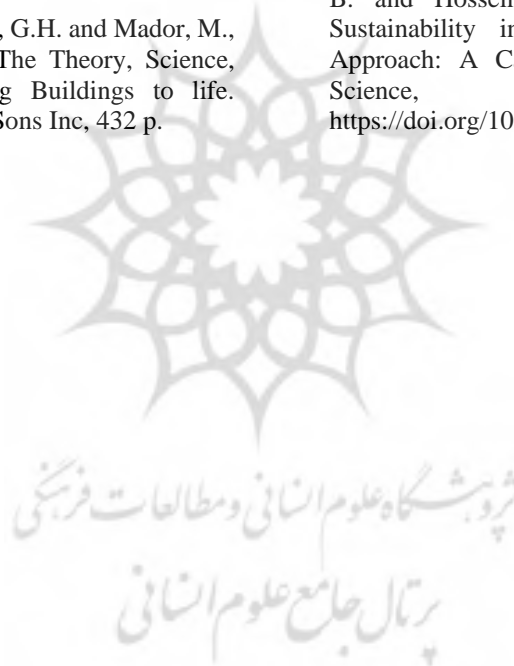 , G.H. and Mador, M.,
The Theory, Science,
g Buildings to life.
Sons Inc, 432 p.
B. and Hossein
Sustainability in
Approach: A C
Science,
https://doi.org/10
پژوهشگاه علوم انسانی و مطالعات فرهنگی
پرتال جامع علوم انسانی